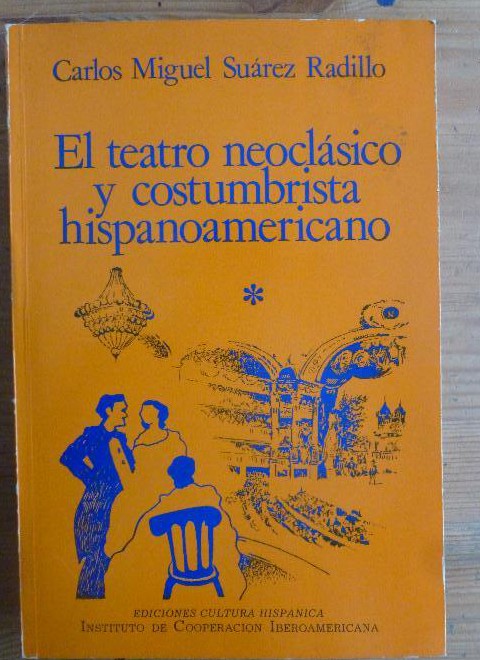 Carlos Miguel Suárez Radillo
El teatro neoclásico
y costumbrista
hispanoamericano
*
EDICIONES CULTURA HISPANICA
INSTITUTO DE COOPERACION IBEROAMERICANA